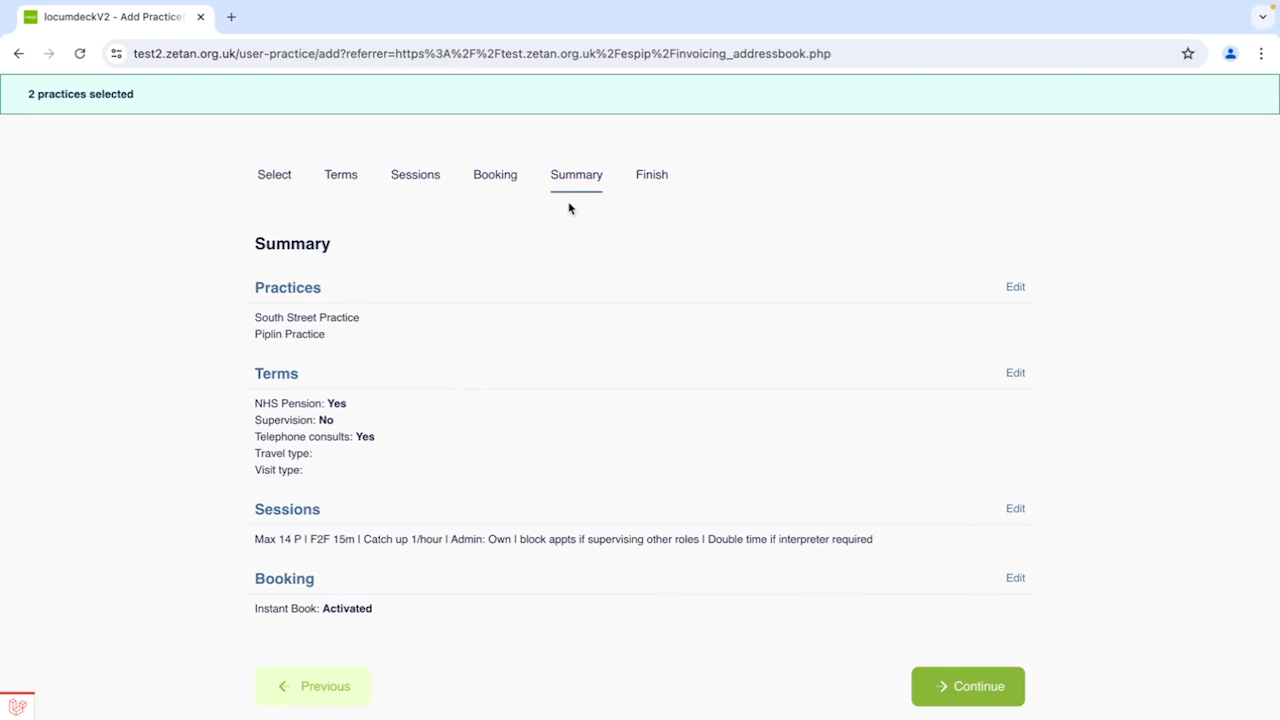 locumdeckV2 - Add Practice
test2.zetan.org.uk/user-practice/add?referrer=https%3A%2F%2Ftest.zetan.org.uk%2Fespip%2Finvoicing_addressbook.php
2 practices selected
Select Terms Sessions Booking Summary Finish
Summary
Practices Edit
South Street Practice
Piplin Practice
Terms Edit
NHS Pension: Yes
Supervision: No
Telephone consults: Yes
Travel type:
Visit type:
Sessions Edit
Max 14 P | F2F 15m | Catch up 1/hour | Admin: Own | block appts if supervising other roles | Double time if interpreter required
Booking Edit
Instant Book: Activated
Previous Continue